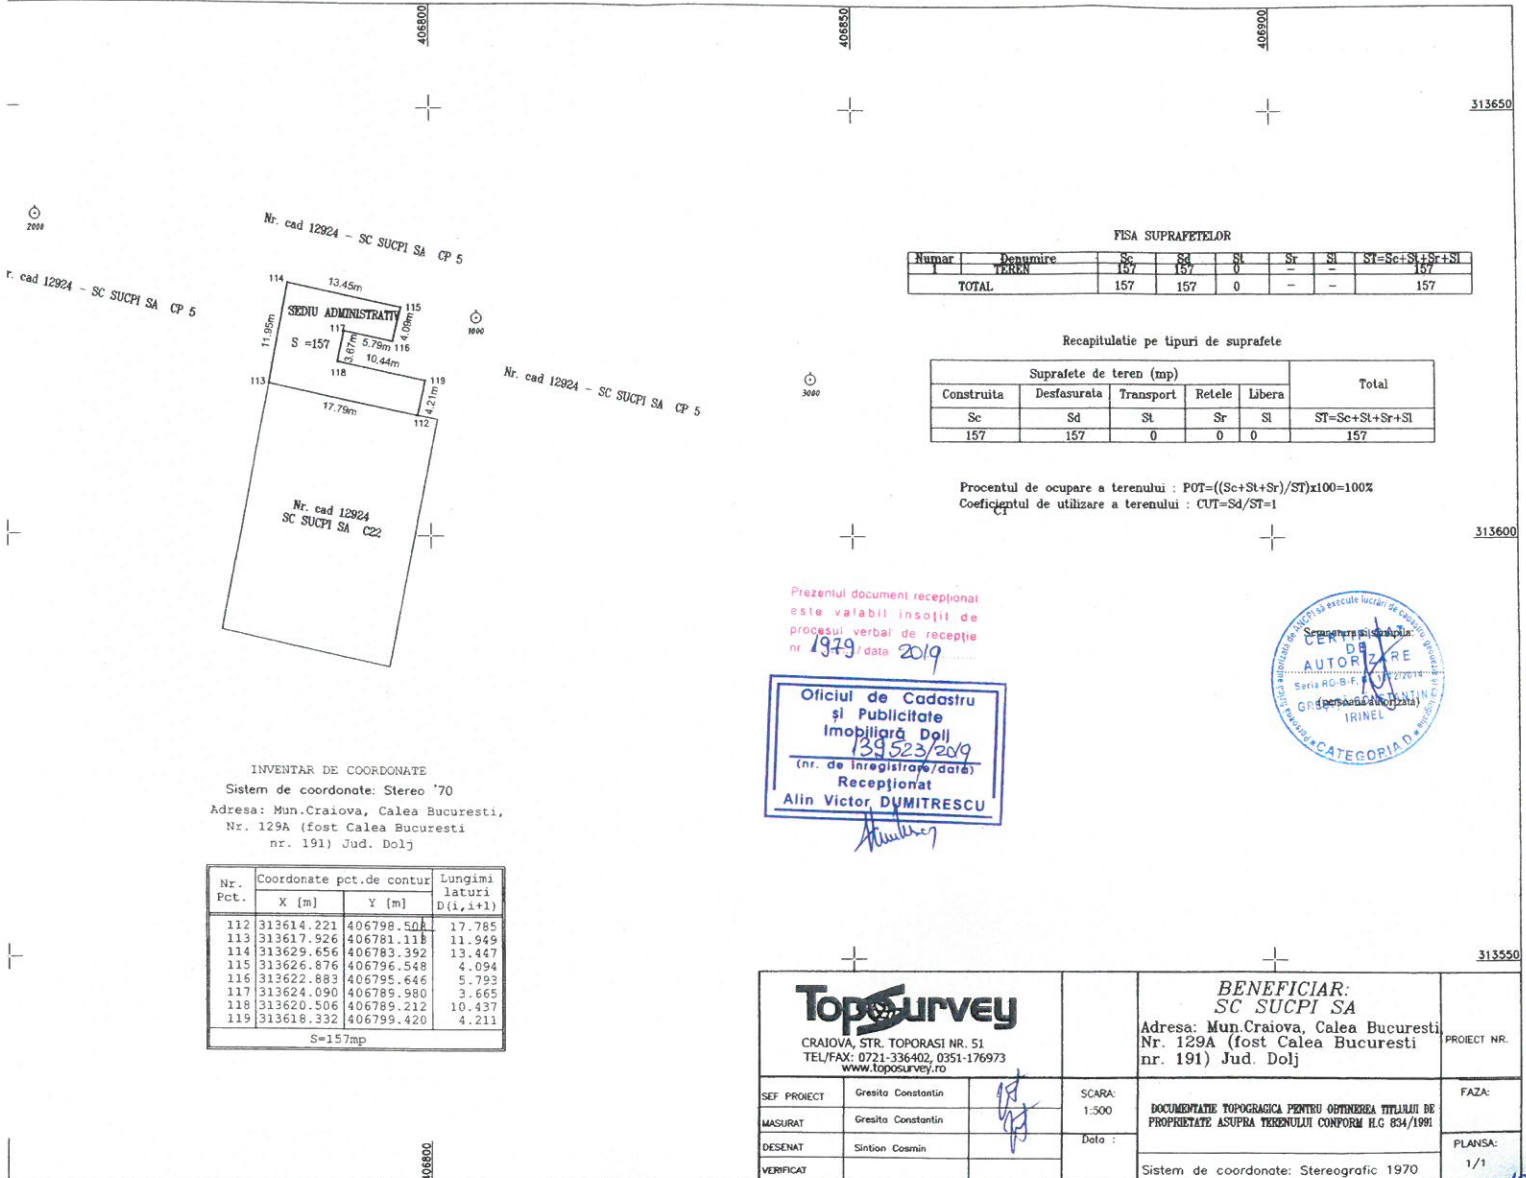 406800
406850
406900
313650
2000
Nr. cad 12924 - SC SUCPI SA CP 5
r. cad 12924 - SC SUCPI SA CP 5
114
13.45m
115
SEDIU ADMINISTRATIV
117
4.09m
11.95m
S =157
3.67m
5.79m
116
10.44m
118
113
119
17.79m
4.21m
112
1000
Nr. cad 12924 - SC SUCPI SA CP 5
3000
Nr. cad 12924
SC SUCPI SA C22
FISA SUPRAFETELOR
Numar Denumire Sc Sd St Sr Sl ST=Sc+St+Sr+Sl
1 TEREN 157 157 0 - - 157
TOTAL 157 157 0 - - 157
Recapitulatie pe tipuri de suprafete
Suprafete de teren (mp) Total
Construita Desfasurata Transport Retele Libera
Sc Sd St Sr Sl ST=Sc+St+Sr+Sl
157 157 0 0 0 157
Procentul de ocupare a terenului : POT=((Sc+St+Sr)/ST)x100=100%
Coeficientul de utilizare a terenului : CUT=Sd/ST=1
C1
313600
Prezentul document recepţionat
este valabil însoţit de
procesul verbal de recepţie
nr 1979 / data 2019
Oficiul de Cadastru
şi Publicitate
Imobiliară Dolj
139523/2019
(nr. de înregistrare/data)
Recepţionat
Alin Victor DUMITRESCU
Semnatura si stampila:
CERTIFICAT
DE
AUTORIZARE
Seria RO-B-F,
CONSTANTIN
(persoana autorizata)
IRINEL
* CATEGORIA D *
INVENTAR DE COORDONATE
Sistem de coordonate: Stereo '70
Adresa: Mun.Craiova, Calea Bucuresti,
Nr. 129A (fost Calea Bucuresti
nr. 191) Jud. Dolj
Nr. Pct. Coordonate pct.de contur Lungimi laturi D(i,i+1)
X [m] Y [m]
112 313614.221 406798.508 17.785
113 313617.926 406781.113 11.949
114 313629.656 406783.392 13.447
115 313626.876 406796.548 4.094
116 313622.883 406795.646 5.793
117 313624.090 406789.980 3.665
118 313620.506 406789.212 10.437
119 313618.332 406799.420 4.211
S=157mp
313550
TopSurvey
CRAIOVA, STR. TOPORASI NR. 51
TEL/FAX: 0721-336402, 0351-176973
www.toposurvey.ro
BENEFICIAR:
SC SUCPI SA
Adresa: Mun.Craiova, Calea Bucuresti
Nr. 129A (fost Calea Bucuresti
nr. 191) Jud. Dolj
PROIECT NR.
SEF PROIECT Gresita Constantin
MASURAT Gresita Constantin
DESENAT Sintion Cosmin
VERIFICAT
SCARA:
1:500
Data :
DOCUMENTATIE TOPOGRAGICA PENTRU OBTINEREA TITLULUI DE
PROPRIETATE ASUPRA TERENULUI CONFORM H.G 834/1991
Sistem de coordonate: Stereografic 1970
FAZA:
PLANSA:
1/1
406800